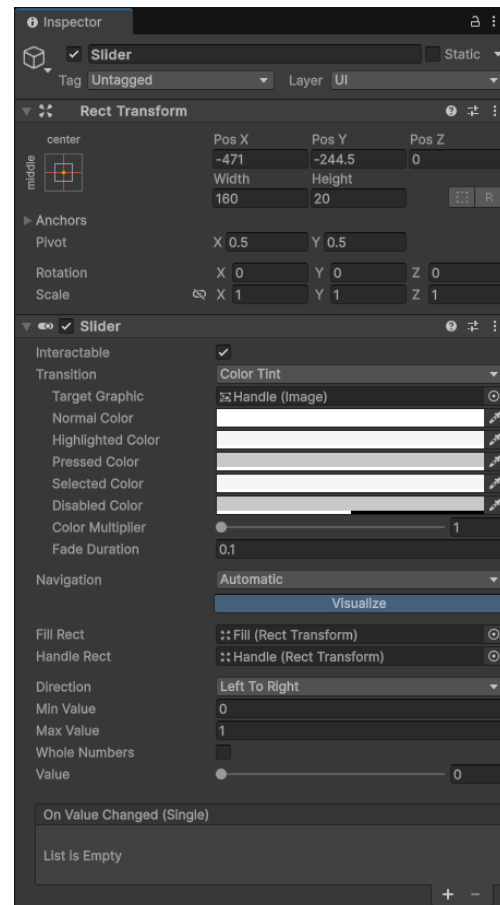 Inspector
Slider Static
Tag Untagged Layer UI
Rect Transform
center Pos X Pos Y Pos Z
middle -471 -244.5 0
Width Height
160 20 R
Anchors
Pivot X 0.5 Y 0.5
Rotation X 0 Y 0 Z 0
Scale X 1 Y 1 Z 1
Slider
Interactable
Transition Color Tint
Target Graphic Handle (Image)
Normal Color
Highlighted Color
Pressed Color
Selected Color
Disabled Color
Color Multiplier 1
Fade Duration 0.1
Navigation Automatic
Visualize
Fill Rect Fill (Rect Transform)
Handle Rect Handle (Rect Transform)
Direction Left To Right
Min Value 0
Max Value 1
Whole Numbers
Value 0
On Value Changed (Single)
List is Empty
+ -